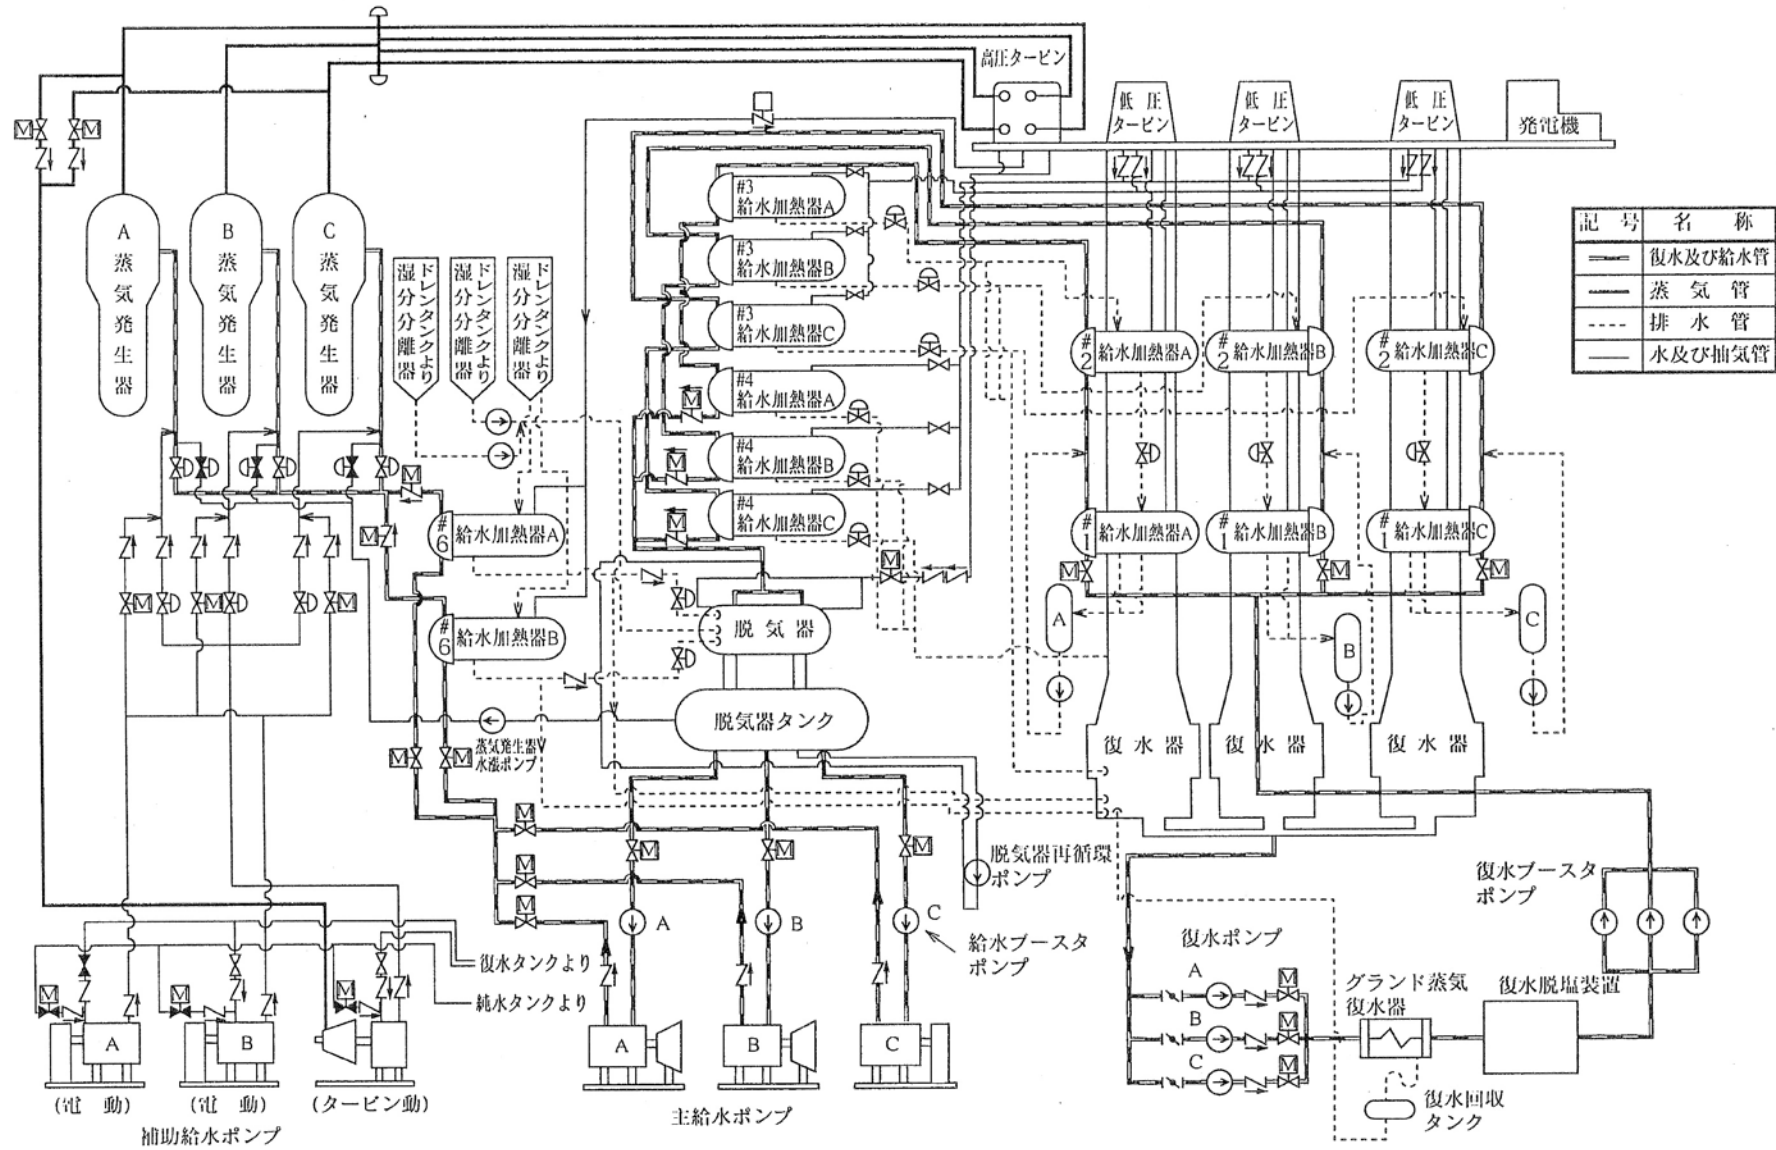 高圧タービン
低圧
タービン
低圧
タービン
低圧
タービン
発電機
記号 名称
復水及び給水管
蒸気管
排水管
水及び抽気管
A蒸気発生器
B蒸気発生器
C蒸気発生器
湿分分離器
ドレンタンクより
湿分分離器
ドレンタンクより
湿分分離器
ドレンタンクより
M
M
#3
給水加熱器A
#3
給水加熱器B
#3
給水加熱器C
#4
給水加熱器A
#4
給水加熱器B
#4
給水加熱器C
M
M
M
#2
給水加熱器A
#2
給水加熱器B
#2
給水加熱器C
#1
給水加熱器A
#1
給水加熱器B
#1
給水加熱器C
M
M
M
M
M
M
#6
給水加熱器A
#6
給水加熱器B
M
M
M
脱気器
脱気器タンク
A
B
C
復水器
復水器
復水器
蒸気発生器
水漲ポンプ
M
M
M
M
M
M
M
M
A
B
C
給水ブースタ
ポンプ
脱気器再循環
ポンプ
復水ブースタ
ポンプ
復水ポンプ
A
B
C
M
M
M
グランド蒸気
復水器
復水脱塩装置
復水回収
タンク
復水タンクより
純水タンクより
M
M
M
A
B
(電動)
(電動)
(タービン動)
補助給水ポンプ
A
B
C
主給水ポンプ